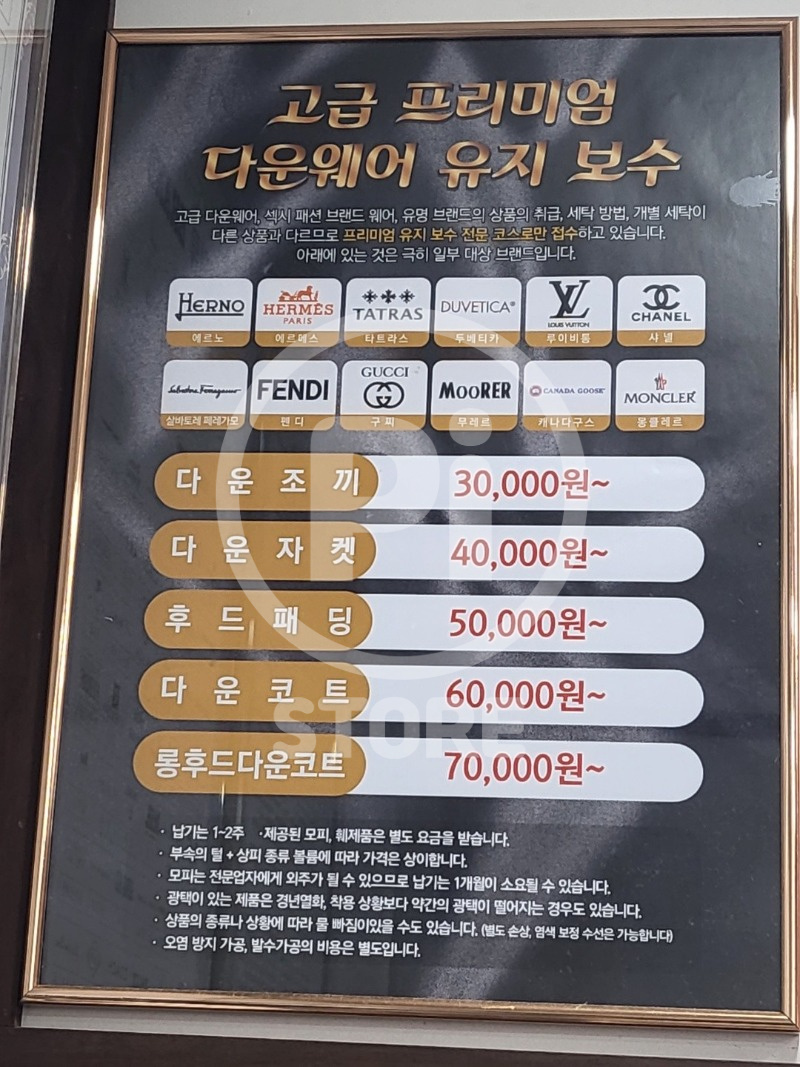 고급 프리미엄
다운웨어 유지 보수
고급 다운웨어, 섹시 패션 브랜드 웨어, 유명 브랜드의 상품의 취급, 세탁 방법, 개별 세탁이
다른 상품과 다르므로 프리미엄 유지 보수 전문 코스로만 접수하고 있습니다.
아래에 있는 것은 극히 일부 대상 브랜드입니다.
HERNO HERMÈS PARIS TATRAS DUVETICA® LV LOUIS VUITTON CHANEL
에르노 에르메스 타트라스 두베티카 루이비통 샤넬
Salvatore Ferragamo FENDI GUCCI MOORER CANADA GOOSE MONCLER
살바토레 페레가모 펜디 구찌 무레르 캐나다구스 몽클레르
다운조끼 30,000원~
다운자켓 40,000원~
후드패딩 50,000원~
다운코트 60,000원~
롱후드다운코트 70,000원~
· 납기는 1~2주 ·제공된 모피, 훼제품은 별도 요금을 받습니다.
· 부속의 털 + 상피 종류 볼륨에 따라 가격은 상이합니다.
· 모피는 전문업자에게 외주가 될 수 있으므로 납기는 1개월이 소요될 수 있습니다.
· 광택이 있는 제품은 경년열화, 착용 상황보다 약간의 광택이 떨어지는 경우도 있습니다.
· 상품의 종류나 상황에 따라 물 빠짐이있을 수도 있습니다. (별도 손상, 염색 보정 수선은 가능합니다)
· 오염 방지 가공, 발수가공의 비용은 별도입니다.
Pi
STORE